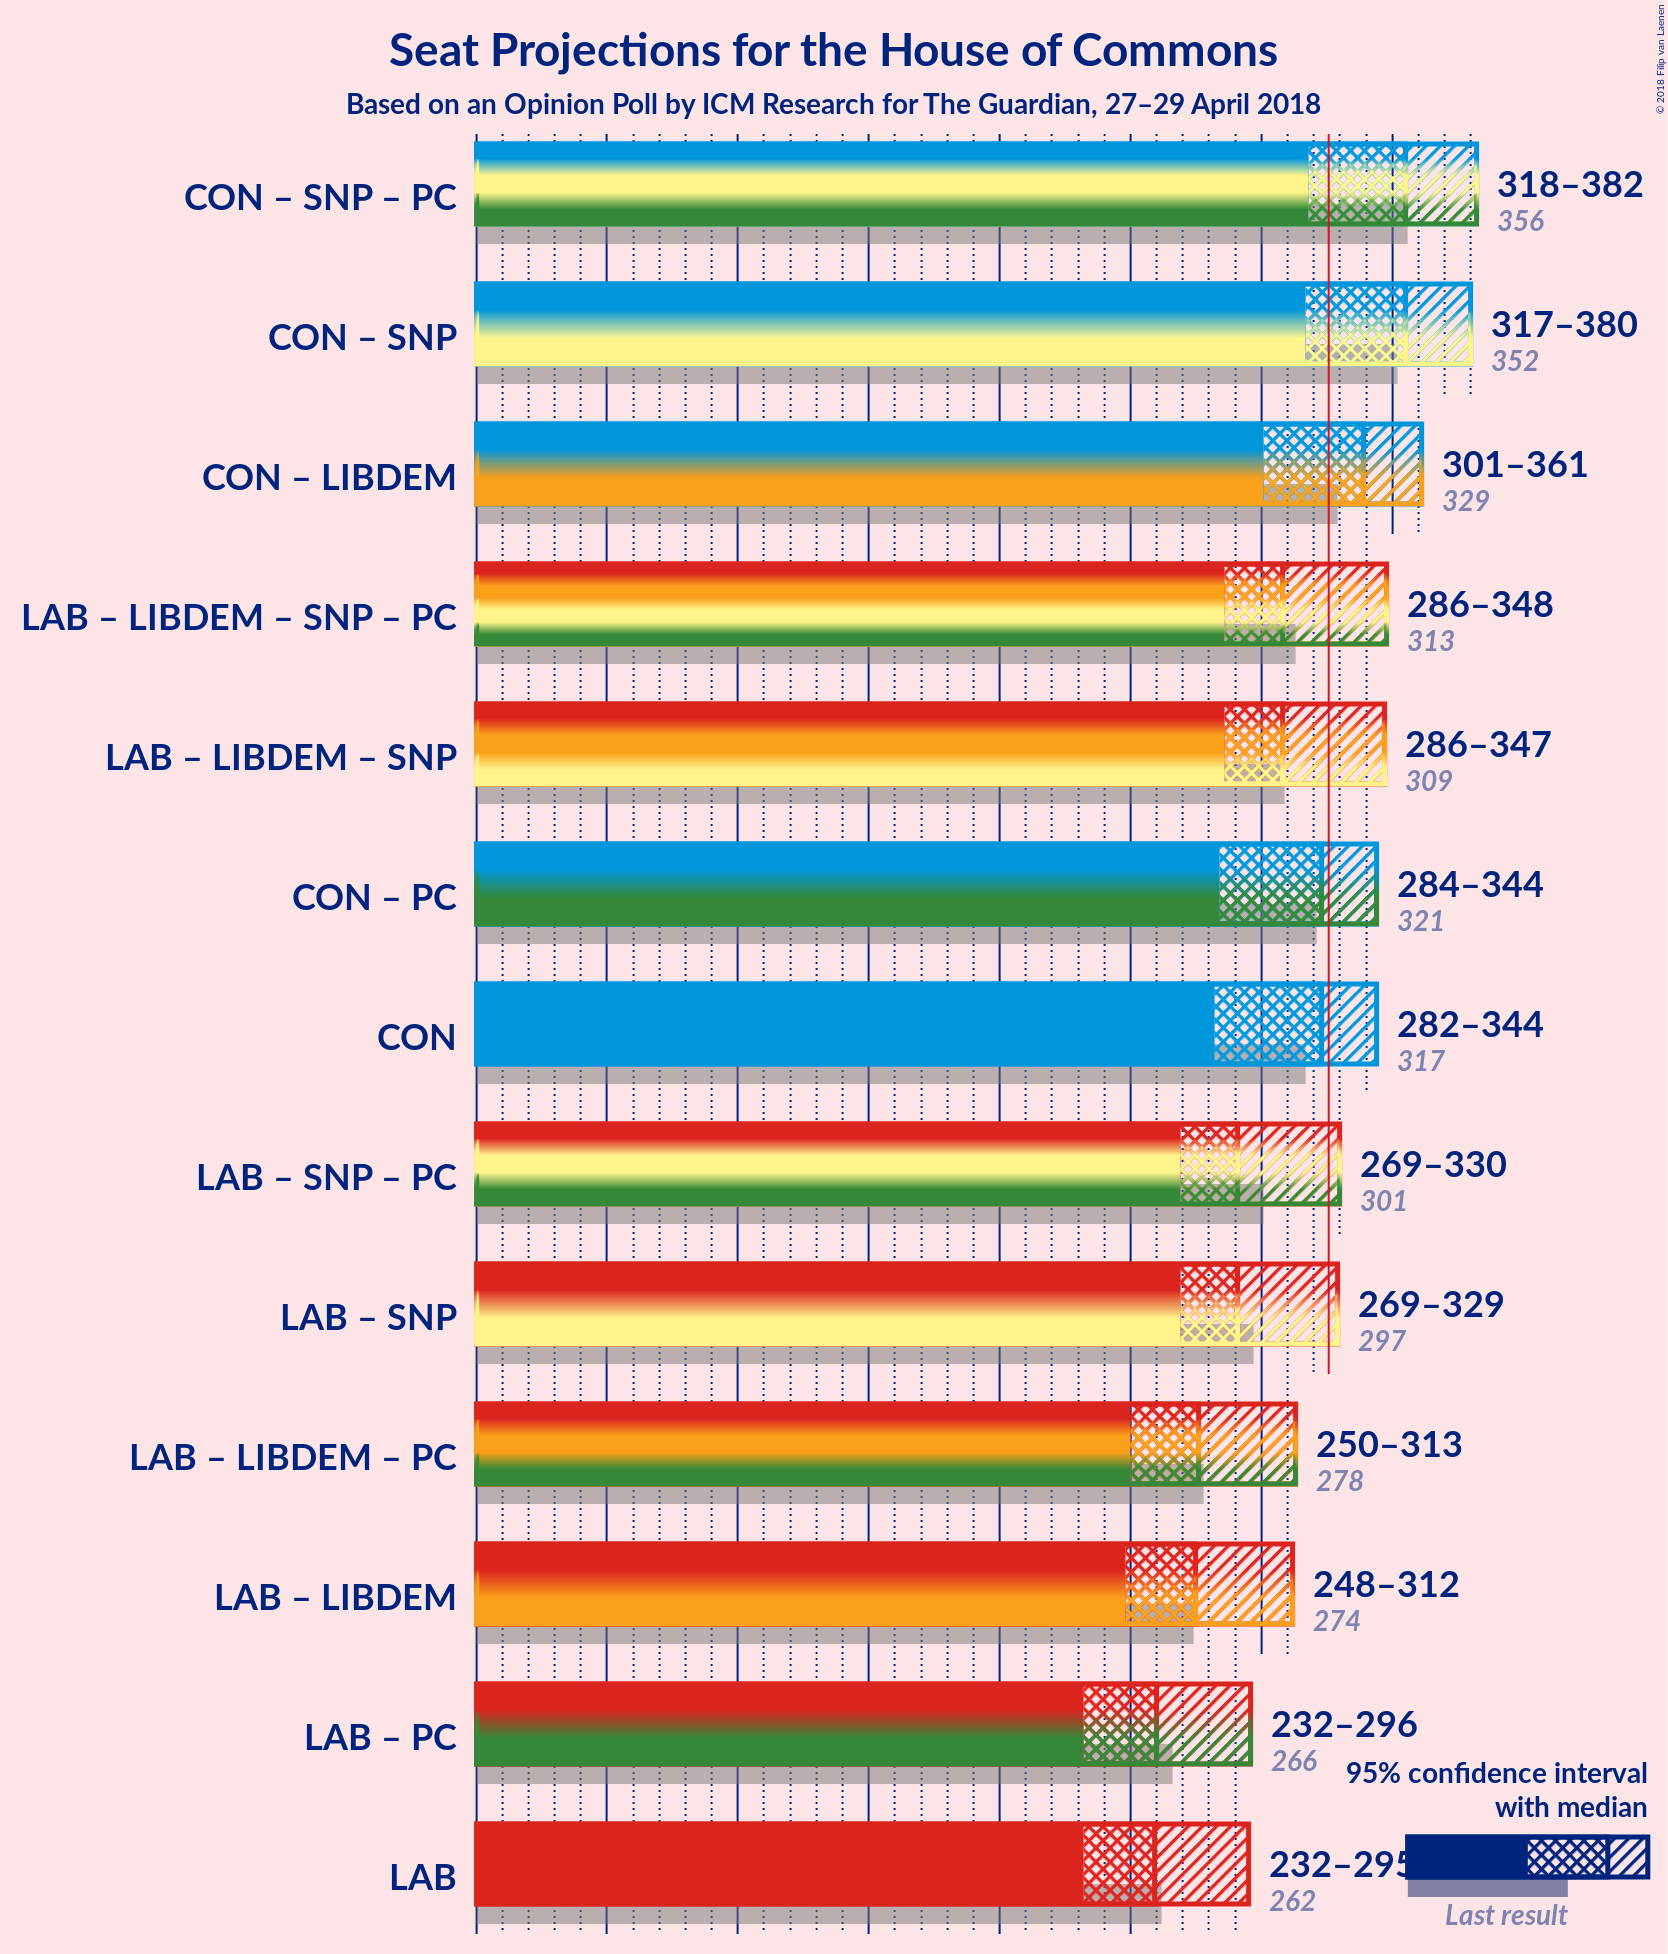 © 2018 Filip van Laenen
Seat Projections for the House of Commons
Based on an Opinion Poll by ICM Research for The Guardian, 27–29 April 2018
CON – SNP – PC
318–382
356
CON – SNP
317–380
352
CON – LIBDEM
301–361
329
LAB – LIBDEM – SNP – PC
286–348
313
LAB – LIBDEM – SNP
286–347
309
CON – PC
284–344
321
CON
282–344
317
LAB – SNP – PC
269–330
301
LAB – SNP
269–329
297
LAB – LIBDEM – PC
250–313
278
LAB – LIBDEM
248–312
274
LAB – PC
232–296
266
95% confidence interval
with median
LAB
232–295
262
Last result